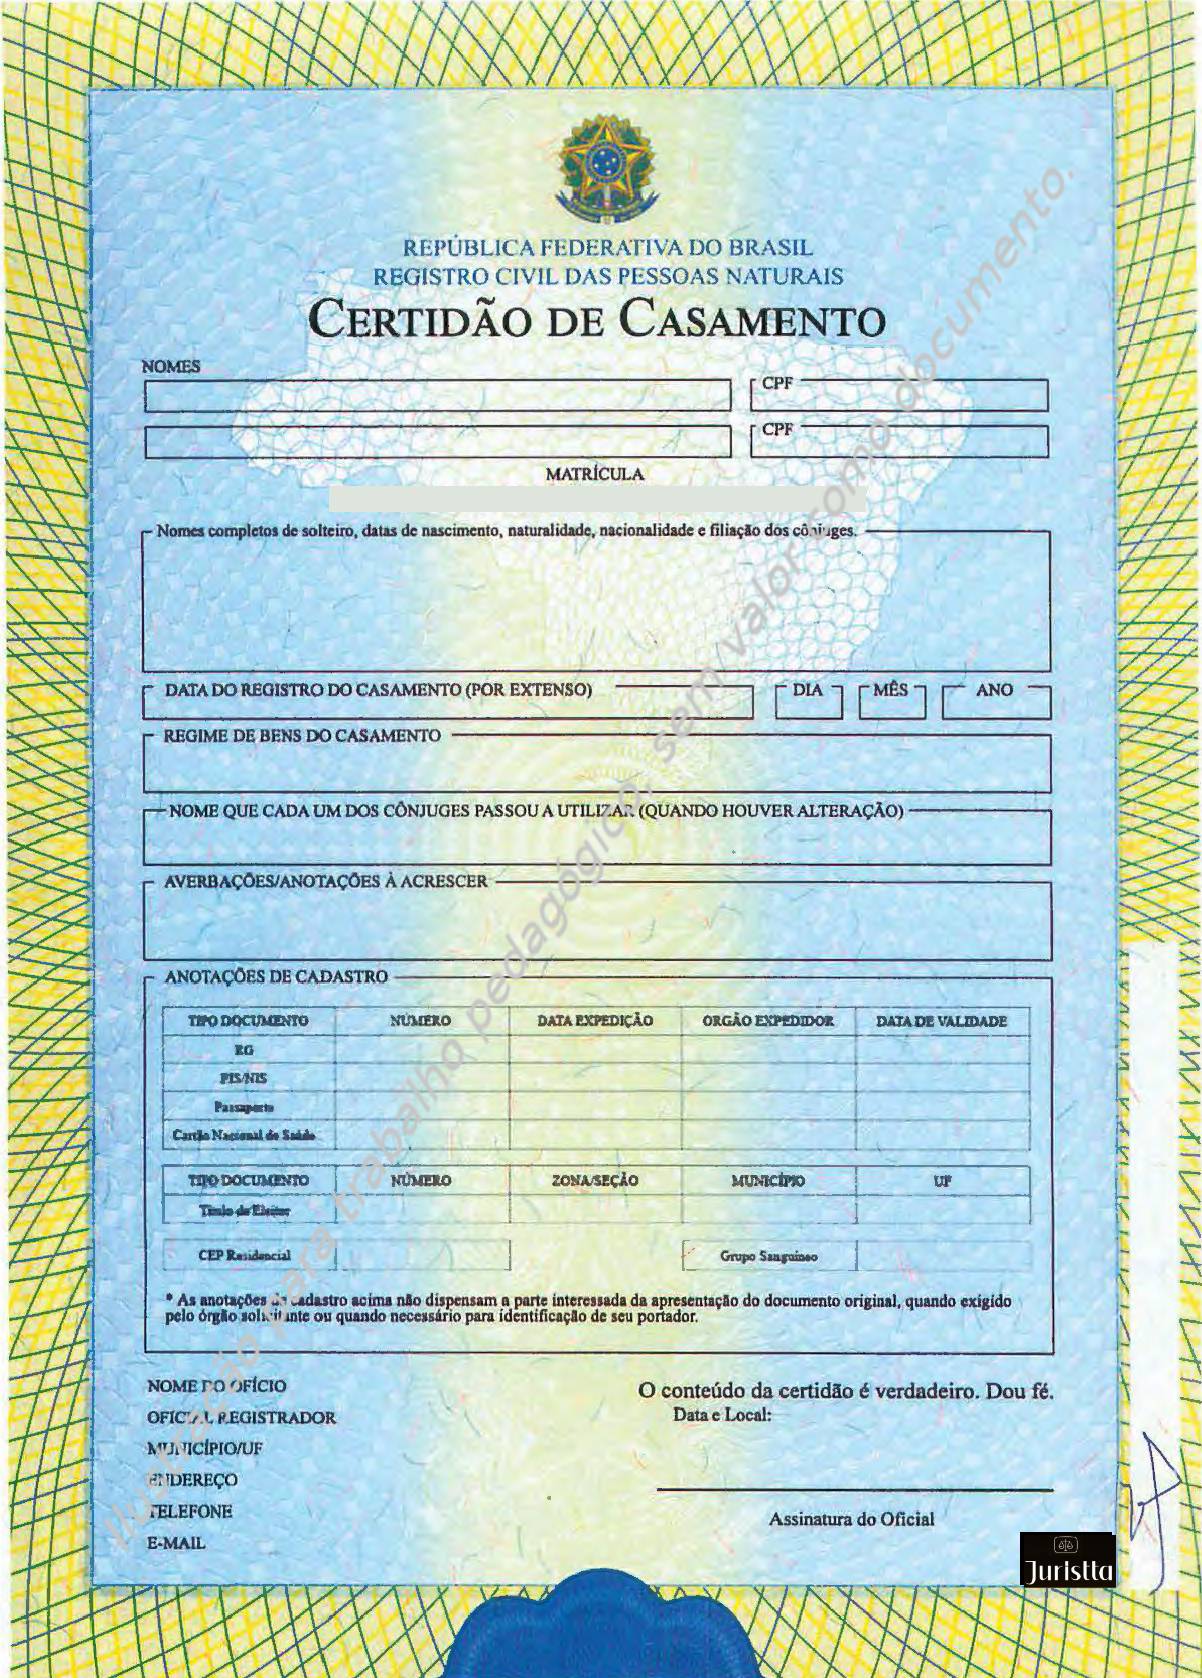 REPÚBLICA FEDERATIVA DO BRASIL
REGISTRO CIVIL DAS PESSOAS NATURAIS
CERTIDÃO DE CASAMENTO
NOMES
CPF
CPF
MATRÍCULA
Nomes completos de solteiro, datas de nascimento, naturalidade, nacionalidade e filiação dos cônjuges.
DATA DO REGISTRO DO CASAMENTO (POR EXTENSO) DIA MÊS ANO
REGIME DE BENS DO CASAMENTO
NOME QUE CADA UM DOS CÔNJUGES PASSOU A UTILIZAR (QUANDO HOUVER ALTERAÇÃO)
AVERBAÇÕES/ANOTAÇÕES À ACRESCER
ANOTAÇÕES DE CADASTRO
TIPO DOCUMENTO NÚMERO DATA EXPEDIÇÃO ORGÃO EXPEDIDOR DATA DE VALIDADE
RG
PIS/NIS
Passaporte
Cartão Nacional de Saúde
TIPO DOCUMENTO NÚMERO ZONA/SEÇÃO MUNICÍPIO UF
Título de Eleitor
CEP Residencial Grupo Sanguíneo
* As anotações de cadastro acima não dispensam a parte interessada da apresentação do documento original, quando exigido
pelo órgão solicitante ou quando necessário para identificação de seu portador.
NOME DO OFÍCIO
OFICIAL REGISTRADOR
MUNICÍPIO/UF
ENDEREÇO
TELEFONE
E-MAIL
O conteúdo da certidão é verdadeiro. Dou fé.
Data e Local:
Assinatura do Oficial
Juristta
Ilustração para trabalho pedagógico, sem valor como documento.